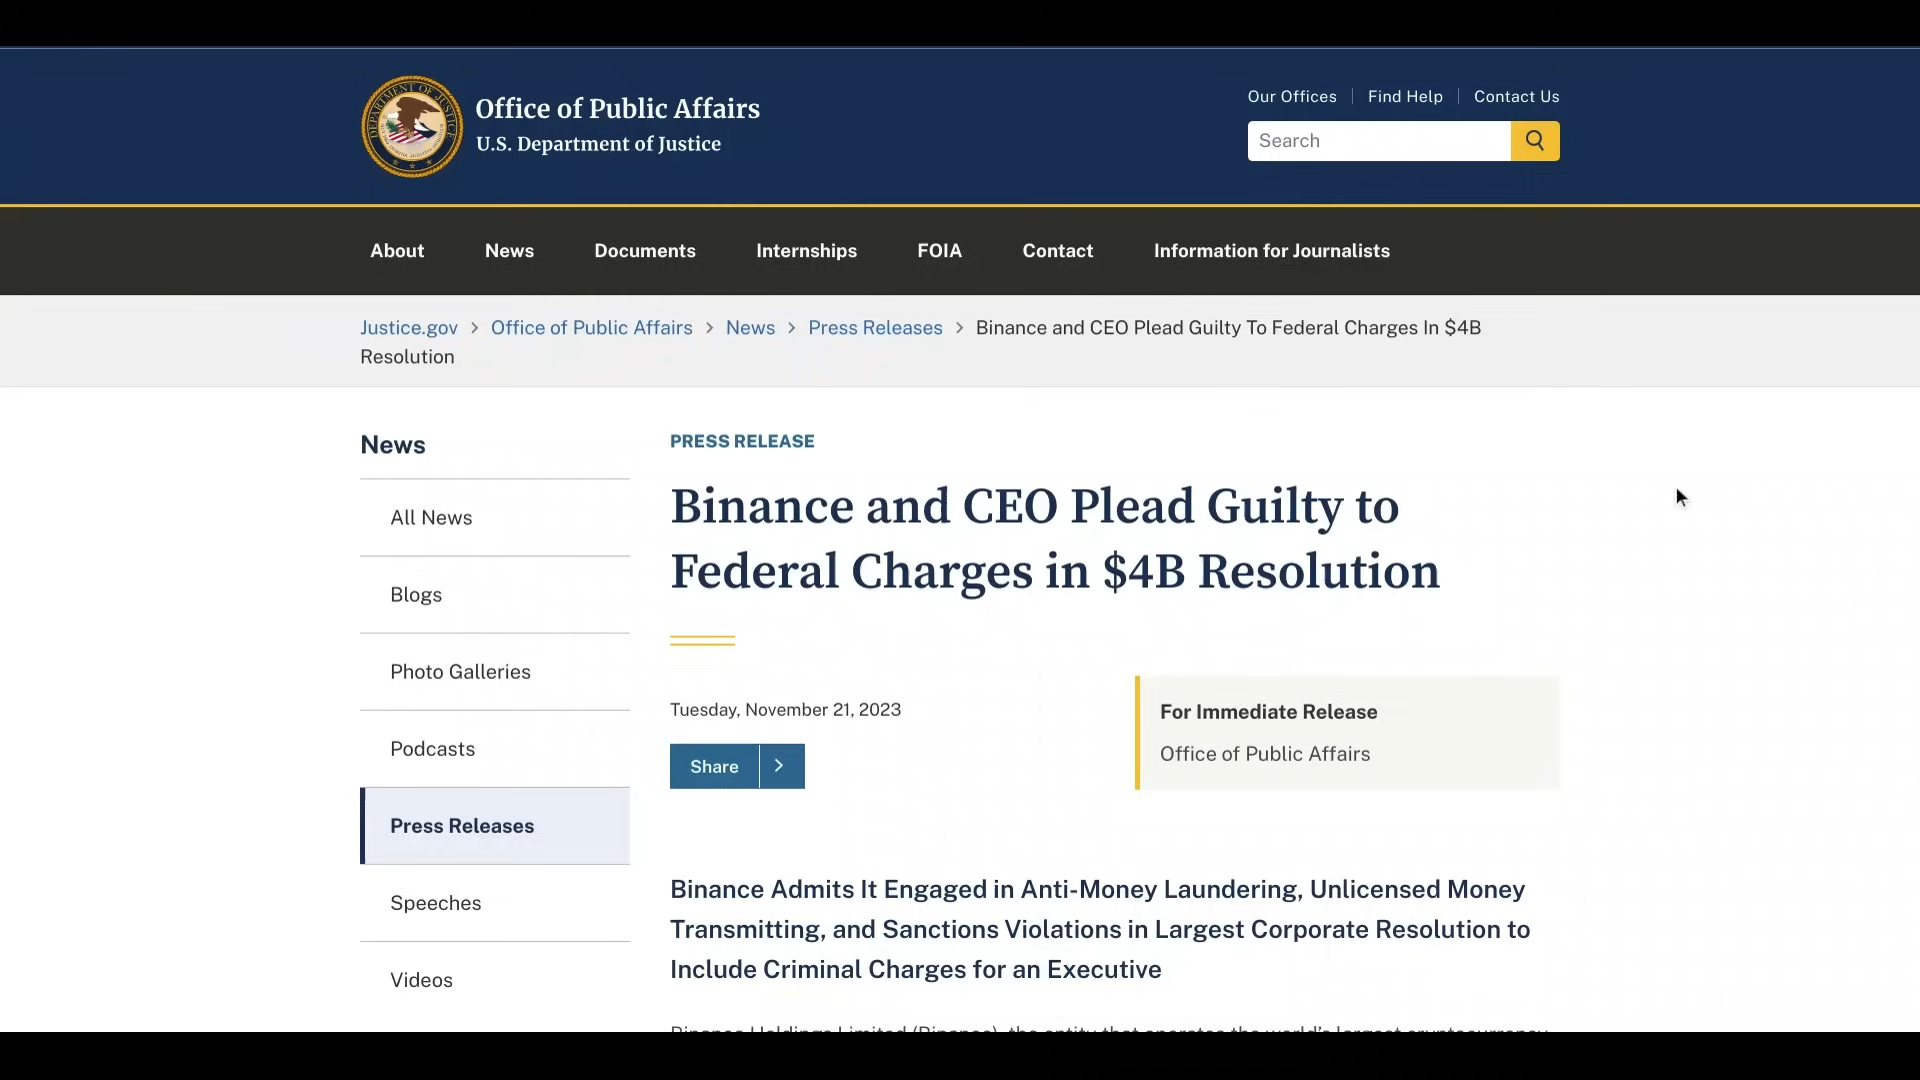 Office of Public Affairs
U.S. Department of Justice
Our Offices
Find Help
Contact Us
Search
About
News
Documents
Internships
FOIA
Contact
Information for Journalists
Justice.gov > Office of Public Affairs > News > Press Releases > Binance and CEO Plead Guilty To Federal Charges In $4B
Resolution
News
All News
Blogs
Photo Galleries
Podcasts
Press Releases
Speeches
Videos
PRESS RELEASE
Binance and CEO Plead Guilty to
Federal Charges in $4B Resolution
Tuesday, November 21, 2023
Share >
For Immediate Release
Office of Public Affairs
Binance Admits It Engaged in Anti-Money Laundering, Unlicensed Money
Transmitting, and Sanctions Violations in Largest Corporate Resolution to
Include Criminal Charges for an Executive
Binance Holdings Limited (Binance), the entity that operates the world's largest cryptocurrency